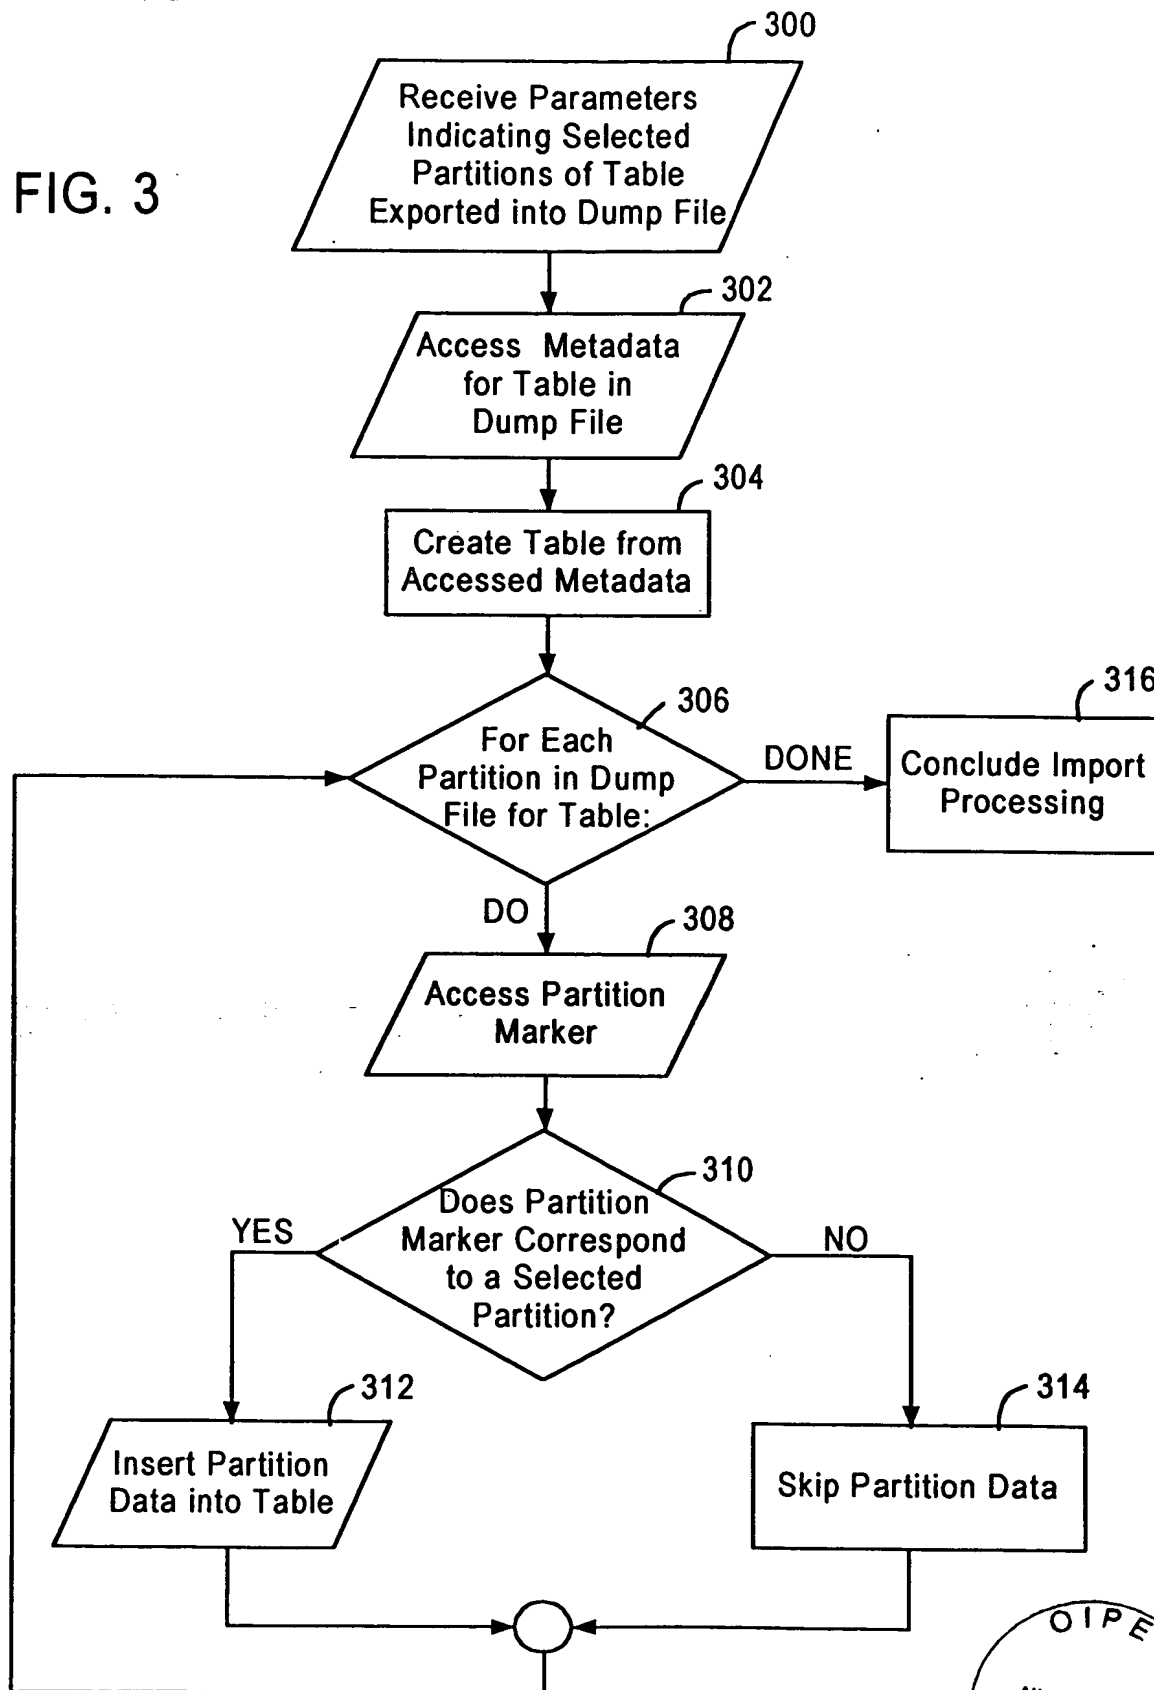 300
Receive Parameters
Indicating Selected
Partitions of Table
Exported into Dump File
FIG. 3
302
Access Metadata
for Table in
Dump File
304
Create Table from
Accessed Metadata
306
For Each
Partition in Dump
File for Table:
DONE
316
Conclude Import
Processing
DO
308
Access Partition
Marker
310
Does Partition
Marker Correspond
to a Selected
Partition?
YES
NO
312
Insert Partition
Data into Table
314
Skip Partition Data
OIPE